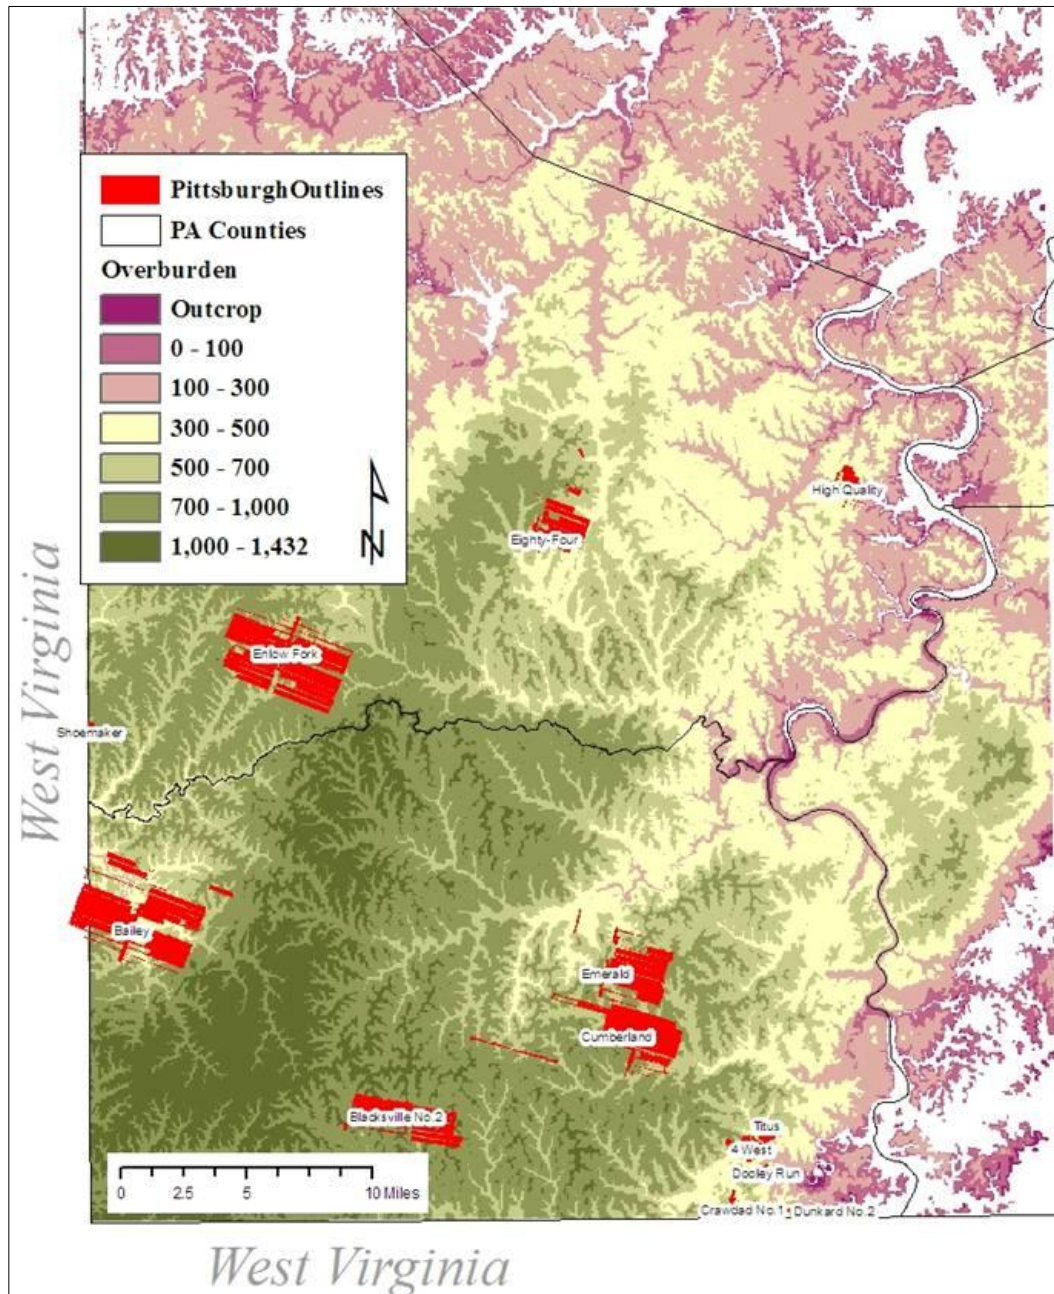 PittsburghOutlines
PA Counties
Overburden
Outcrop
0 - 100
100 - 300
300 - 500
500 - 700
700 - 1,000
1,000 - 1,432
N
High Quality
Eighty-Four
Enlow Fork
Shoemaker
West Virginia
Bailey
Emerald
Cumberland
Blacksville No.2
Titus
4 West
Dooley Run
Crawdad No.1
Dunkard No.2
0 2.5 5 10 Miles
West Virginia